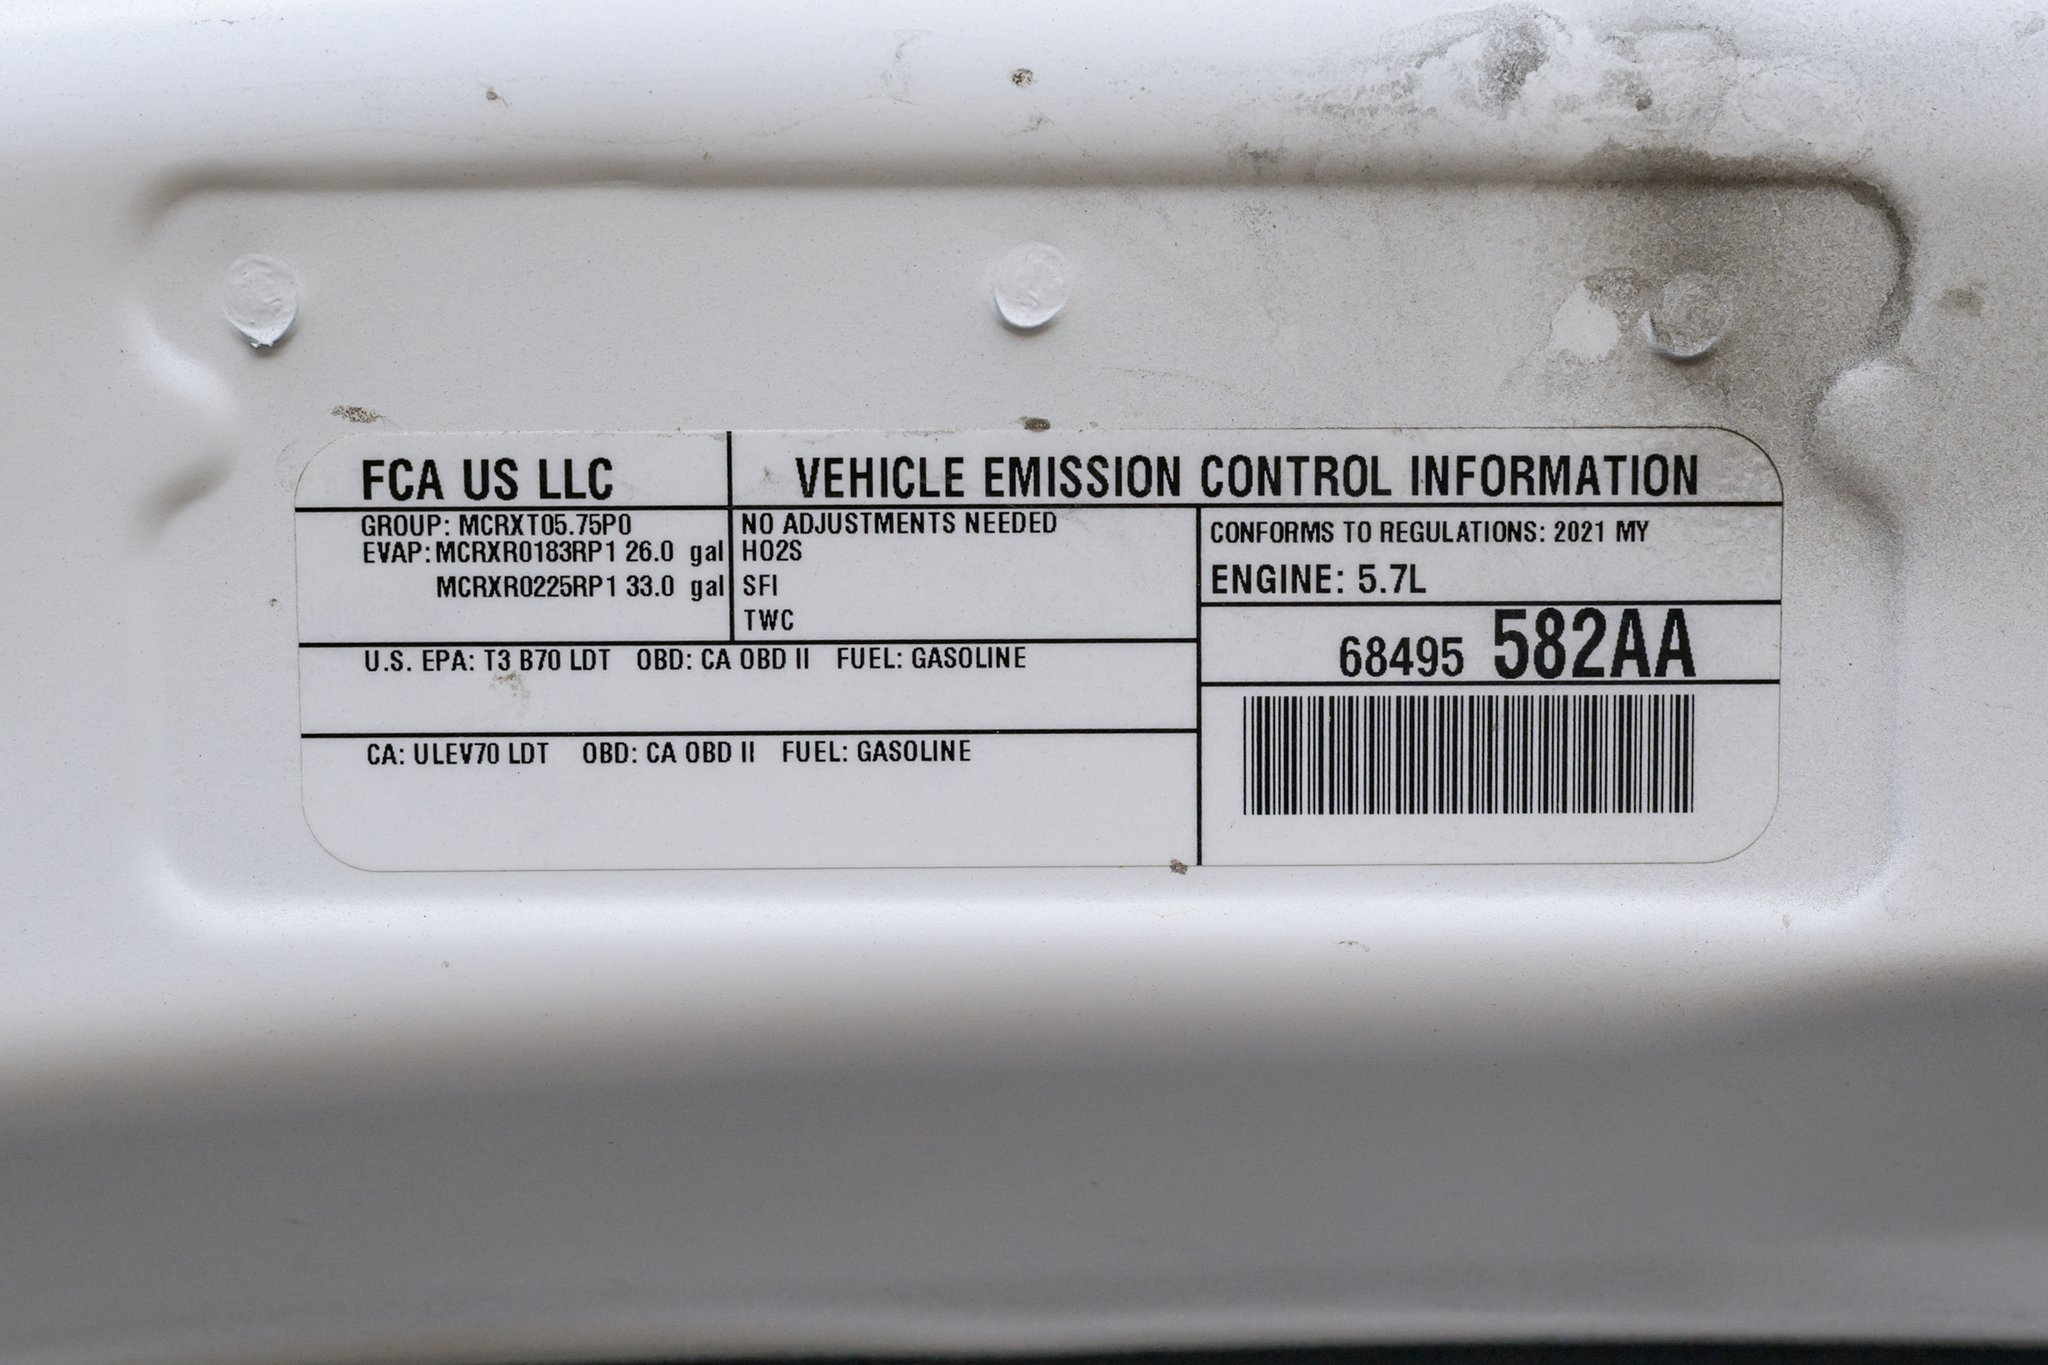 FCA US LLC
VEHICLE EMISSION CONTROL INFORMATION
GROUP: MCRXT05.75P0
EVAP: MCRXR0183RP1 26.0 gal
MCRXR0225RP1 33.0 gal
NO ADJUSTMENTS NEEDED
HO2S
SFI
TWC
CONFORMS TO REGULATIONS: 2021 MY
ENGINE: 5.7L
68495 582AA
U.S. EPA: T3 B70 LDT OBD: CA OBD II FUEL: GASOLINE
CA: ULEV70 LDT OBD: CA OBD II FUEL: GASOLINE